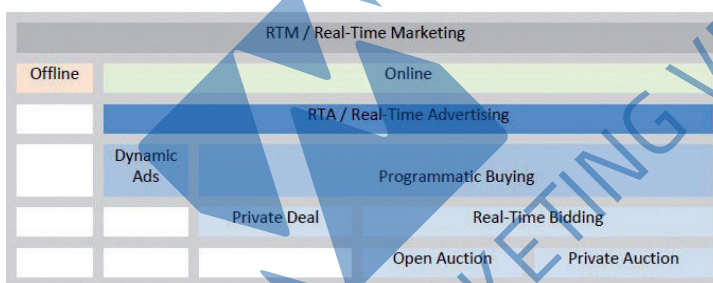 RTM / Real-Time Marketing
Offline
Online
RTA / Real-Time Advertising
Dynamic
Ads
Programmatic Buying
Private Deal
Real-Time Bidding
Open Auction
Private Auction
KETING